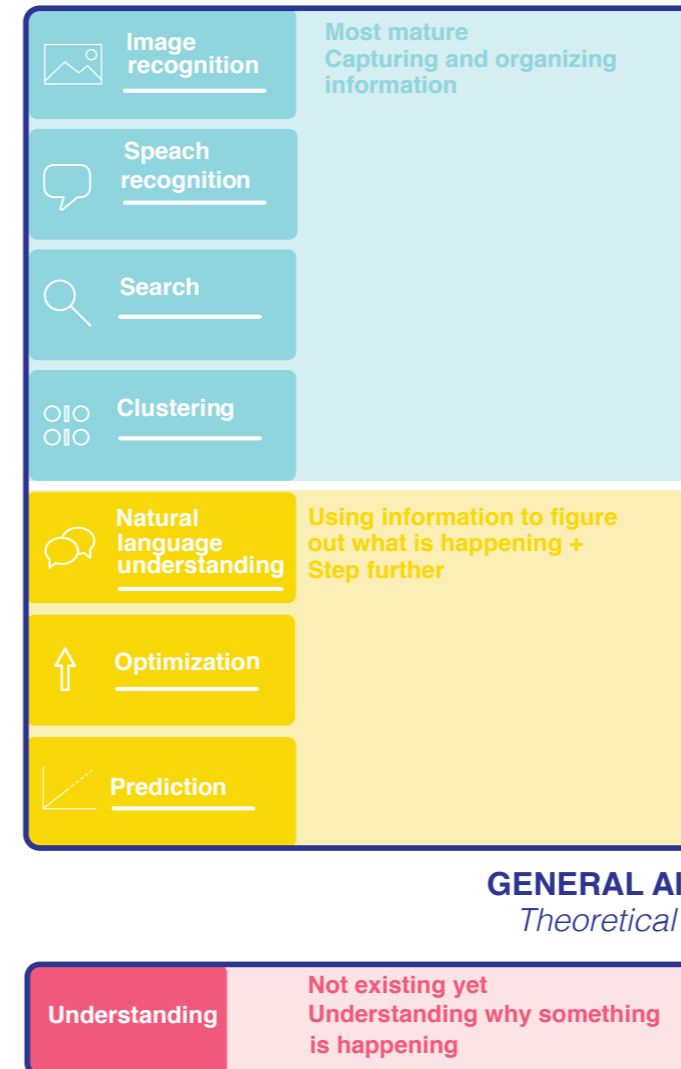 Image
recognition
Most mature
Capturing and organizing
information
Speach
recognition
Search
Clustering
Natural
language
understanding
Using information to figure
out what is happening +
Step further
Optimization
Prediction
GENERAL AI
Theoretical
Understanding
Not existing yet
Understanding why something
is happening